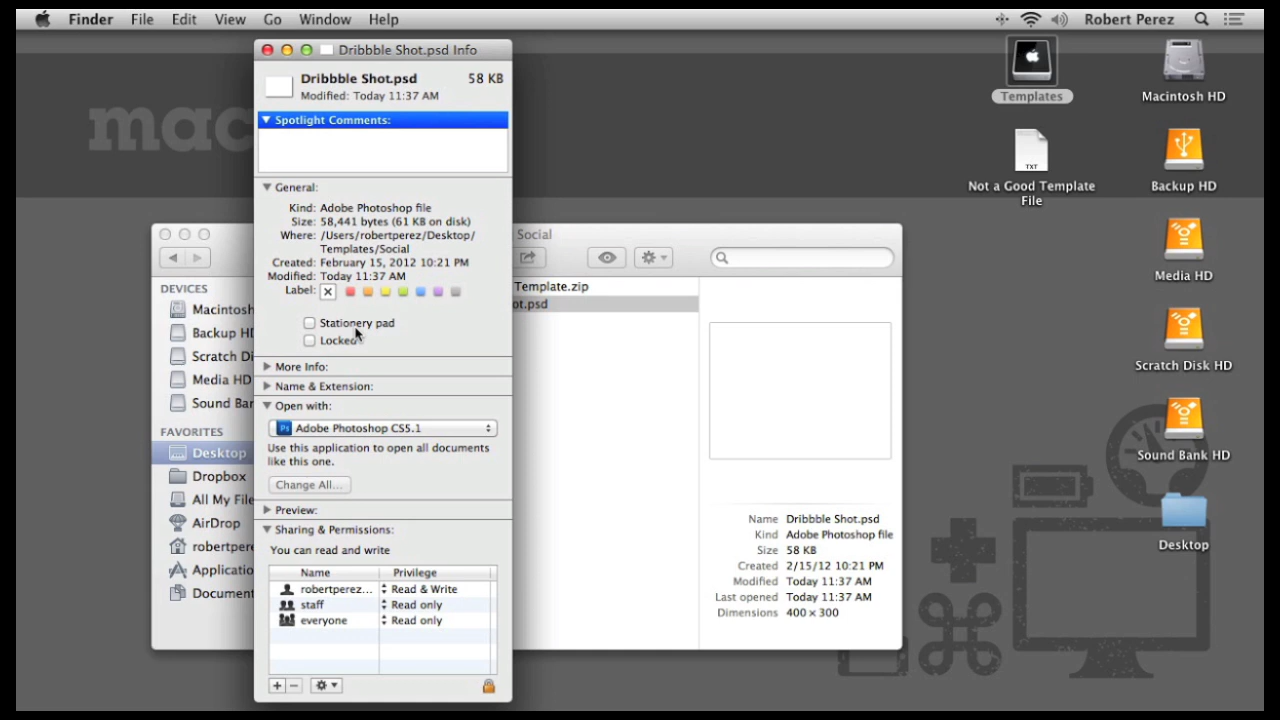 Finder File Edit View Go Window Help Robert Perez
Dribbble Shot.psd Info
Dribbble Shot.psd 58 KB
Modified: Today 11:37 AM
Spotlight Comments:
General:
Kind: Adobe Photoshop file
Size: 58,441 bytes (61 KB on disk)
Where: /Users/robertperez/Desktop/
Templates/Social
Created: February 15, 2012 10:21 PM
Modified: Today 11:37 AM
Label:
Stationery pad
Locked
More Info:
Name & Extension:
Open with:
Ps Adobe Photoshop CS5.1
Use this application to open all documents
like this one.
Change All...
Preview:
Sharing & Permissions:
You can read and write
Name Privilege
robertperez... Read & Write
staff Read only
everyone Read only
mac
Social
DEVICES
Macintosh
Backup HD
Scratch Di
Media HD
Sound Bar
FAVORITES
Desktop
Dropbox
All My File
AirDrop
robertpere
Applicatio
Document
Template.zip
ot.psd
Name Dribbble Shot.psd
Kind Adobe Photoshop file
Size 58 KB
Created 2/15/12 10:21 PM
Modified Today 11:37 AM
Last opened Today 11:37 AM
Dimensions 400 × 300
Templates
TXT
Not a Good Template
File
Macintosh HD
Backup HD
Media HD
Scratch Disk HD
Sound Bank HD
Desktop